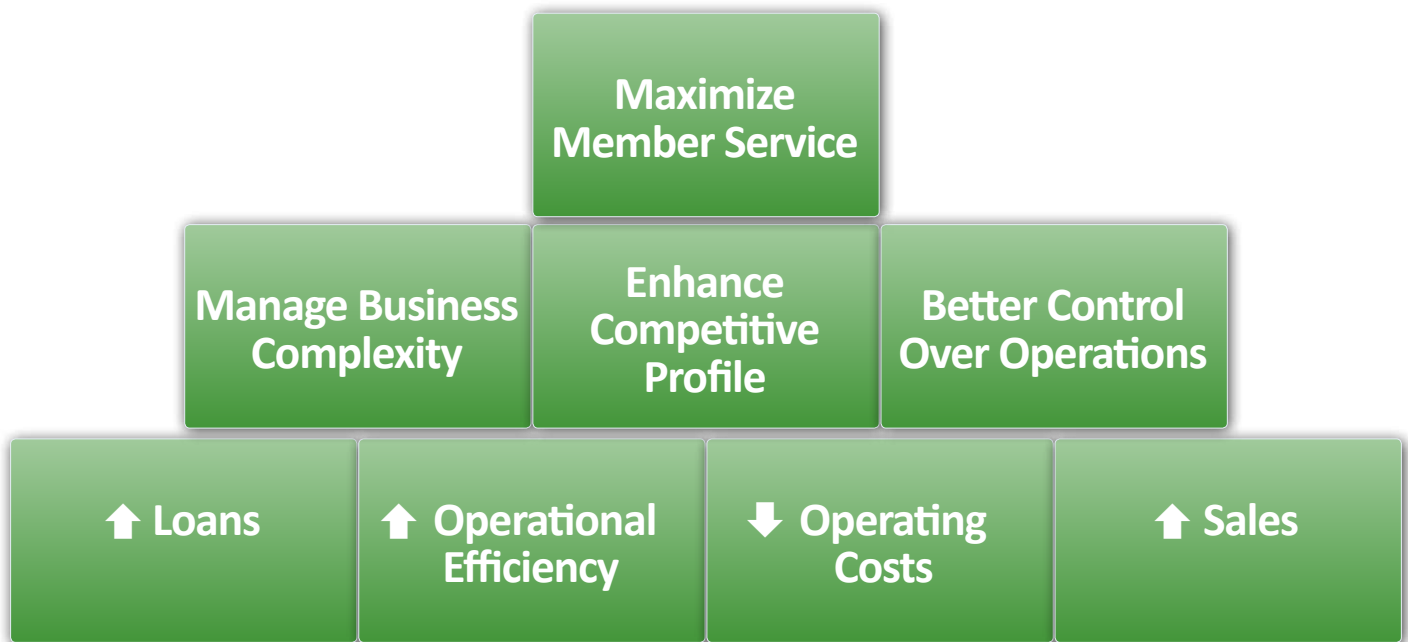 Maximize
Member Service
Manage Business
Complexity
Enhance
Competitive
Profile
Better Control
Over Operations
⬆ Loans
⬆ Operational
Efficiency
⬇ Operating
Costs
⬆ Sales